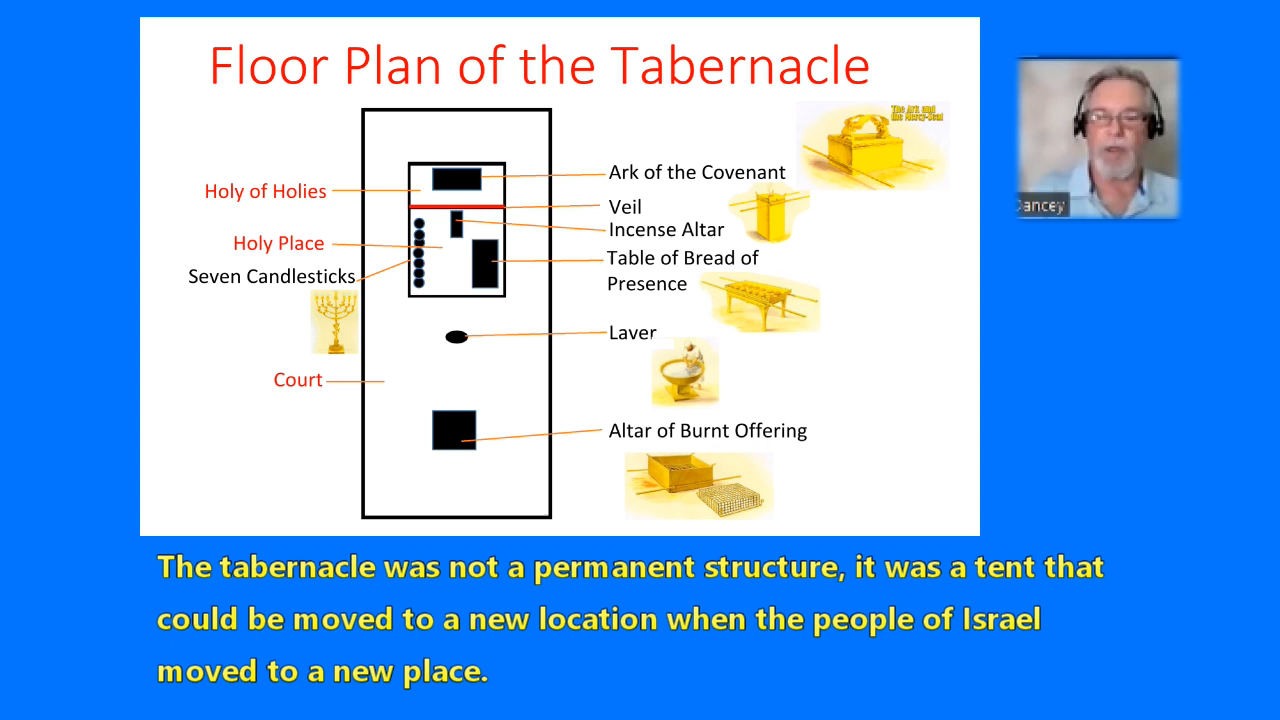 Floor Plan of the Tabernacle
The Ark and
the Mercy-Seat
Ark of the Covenant
Holy of Holies
Veil
Incense Altar
Holy Place
Table of Bread of
Presence
Seven Candlesticks
Laver
Court
Altar of Burnt Offering
Dancey
The tabernacle was not a permanent structure, it was a tent that
could be moved to a new location when the people of Israel
moved to a new place.